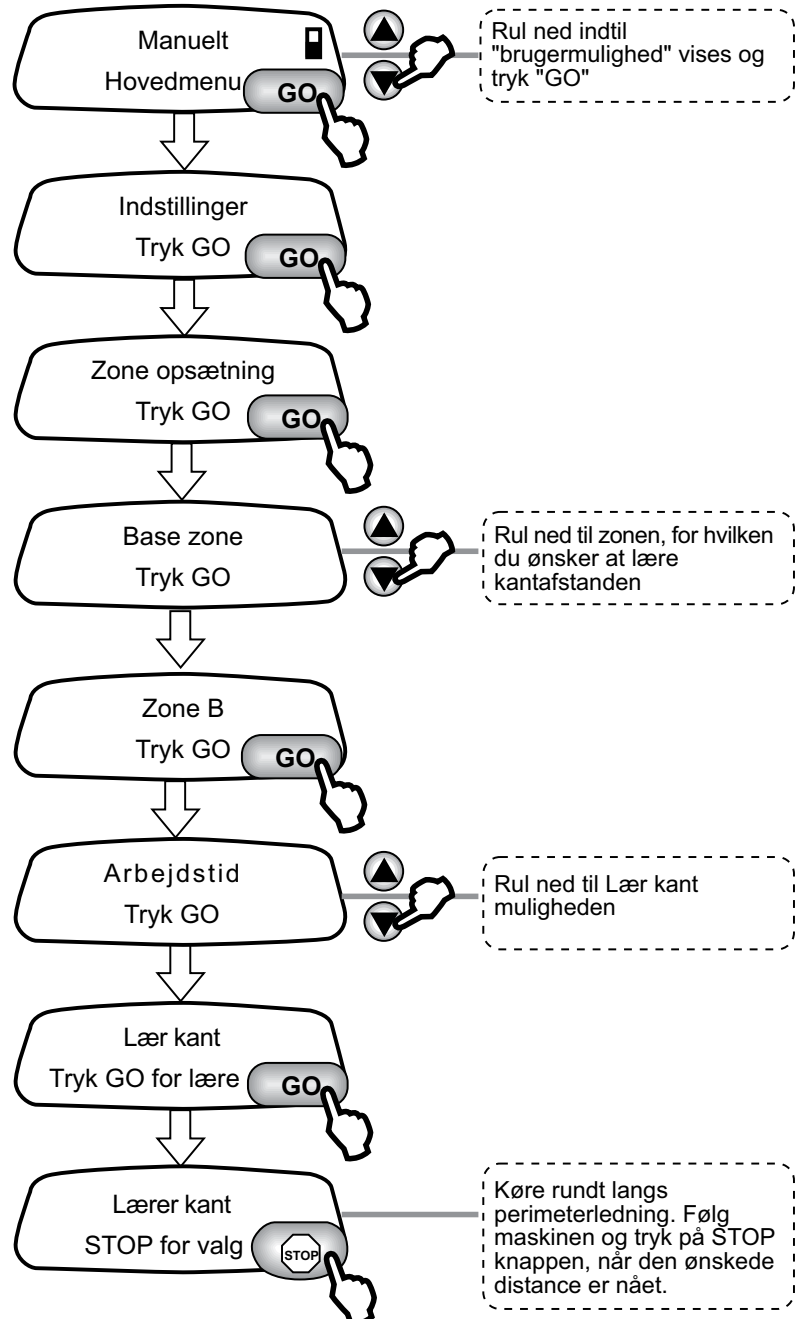 Manuelt
Hovedmenu
GO
Rul ned indtil
"brugermulighed" vises og
tryk "GO"
Indstillinger
Tryk GO
GO
Zone opsætning
Tryk GO
GO
Base zone
Tryk GO
Rul ned til zonen, for hvilken
du ønsker at lære
kantafstanden
Zone B
Tryk GO
GO
Arbejdstid
Tryk GO
Rul ned til Lær kant
muligheden
Lær kant
Tryk GO for lære
GO
Lærer kant
STOP for valg
STOP
Køre rundt langs
perimeterledning. Følg
maskinen og tryk på STOP
knappen, når den ønskede
distance er nået.